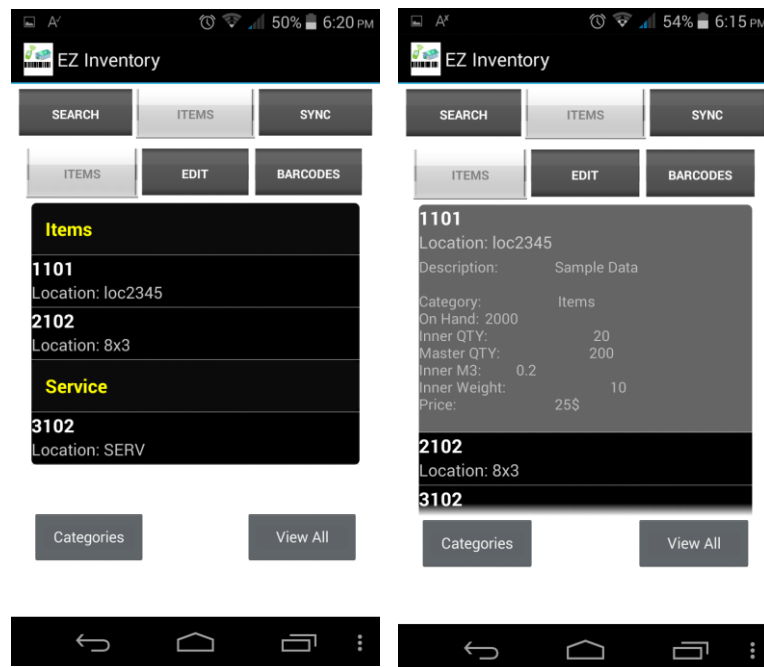 50% 6:20 PM
EZ Inventory
SEARCH ITEMS SYNC
ITEMS EDIT BARCODES
Items
1101
Location: loc2345
2102
Location: 8x3
Service
3102
Location: SERV
Categories View All
54% 6:15 PM
EZ Inventory
SEARCH ITEMS SYNC
ITEMS EDIT BARCODES
1101
Location: loc2345
Description: Sample Data
Category: Items
On Hand: 2000
Inner QTY: 20
Master QTY: 200
Inner M3: 0.2
Inner Weight: 10
Price: 25$
2102
Location: 8x3
3102
Categories View All